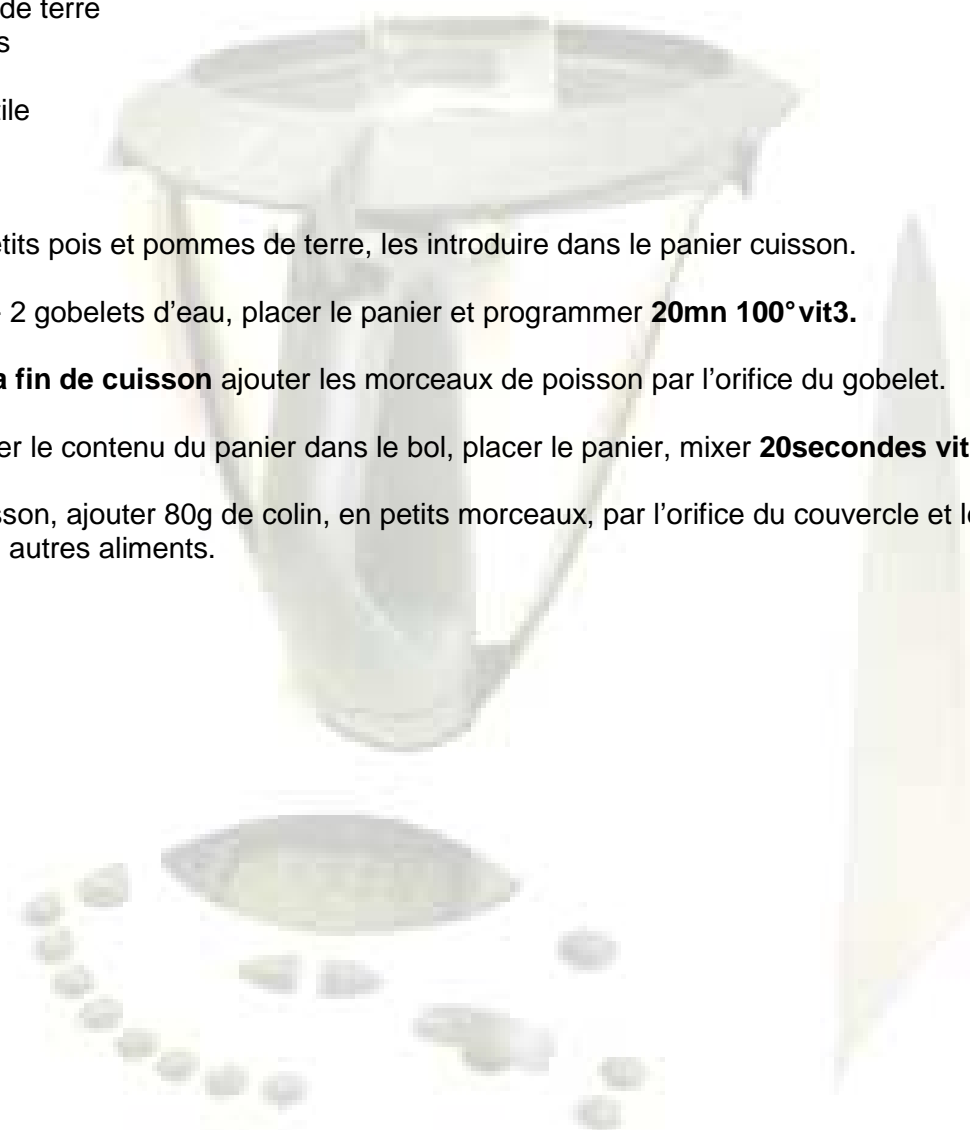 de terre
s
tile
etits pois et pommes de terre, les introduire dans le panier cuisson.
2 gobelets d’eau, placer le panier et programmer 20mn 100° vit3.
a fin de cuisson ajouter les morceaux de poisson par l’orifice du gobelet.
er le contenu du panier dans le bol, placer le panier, mixer 20secondes vit
sson, ajouter 80g de colin, en petits morceaux, par l’orifice du couvercle et le
autres aliments.